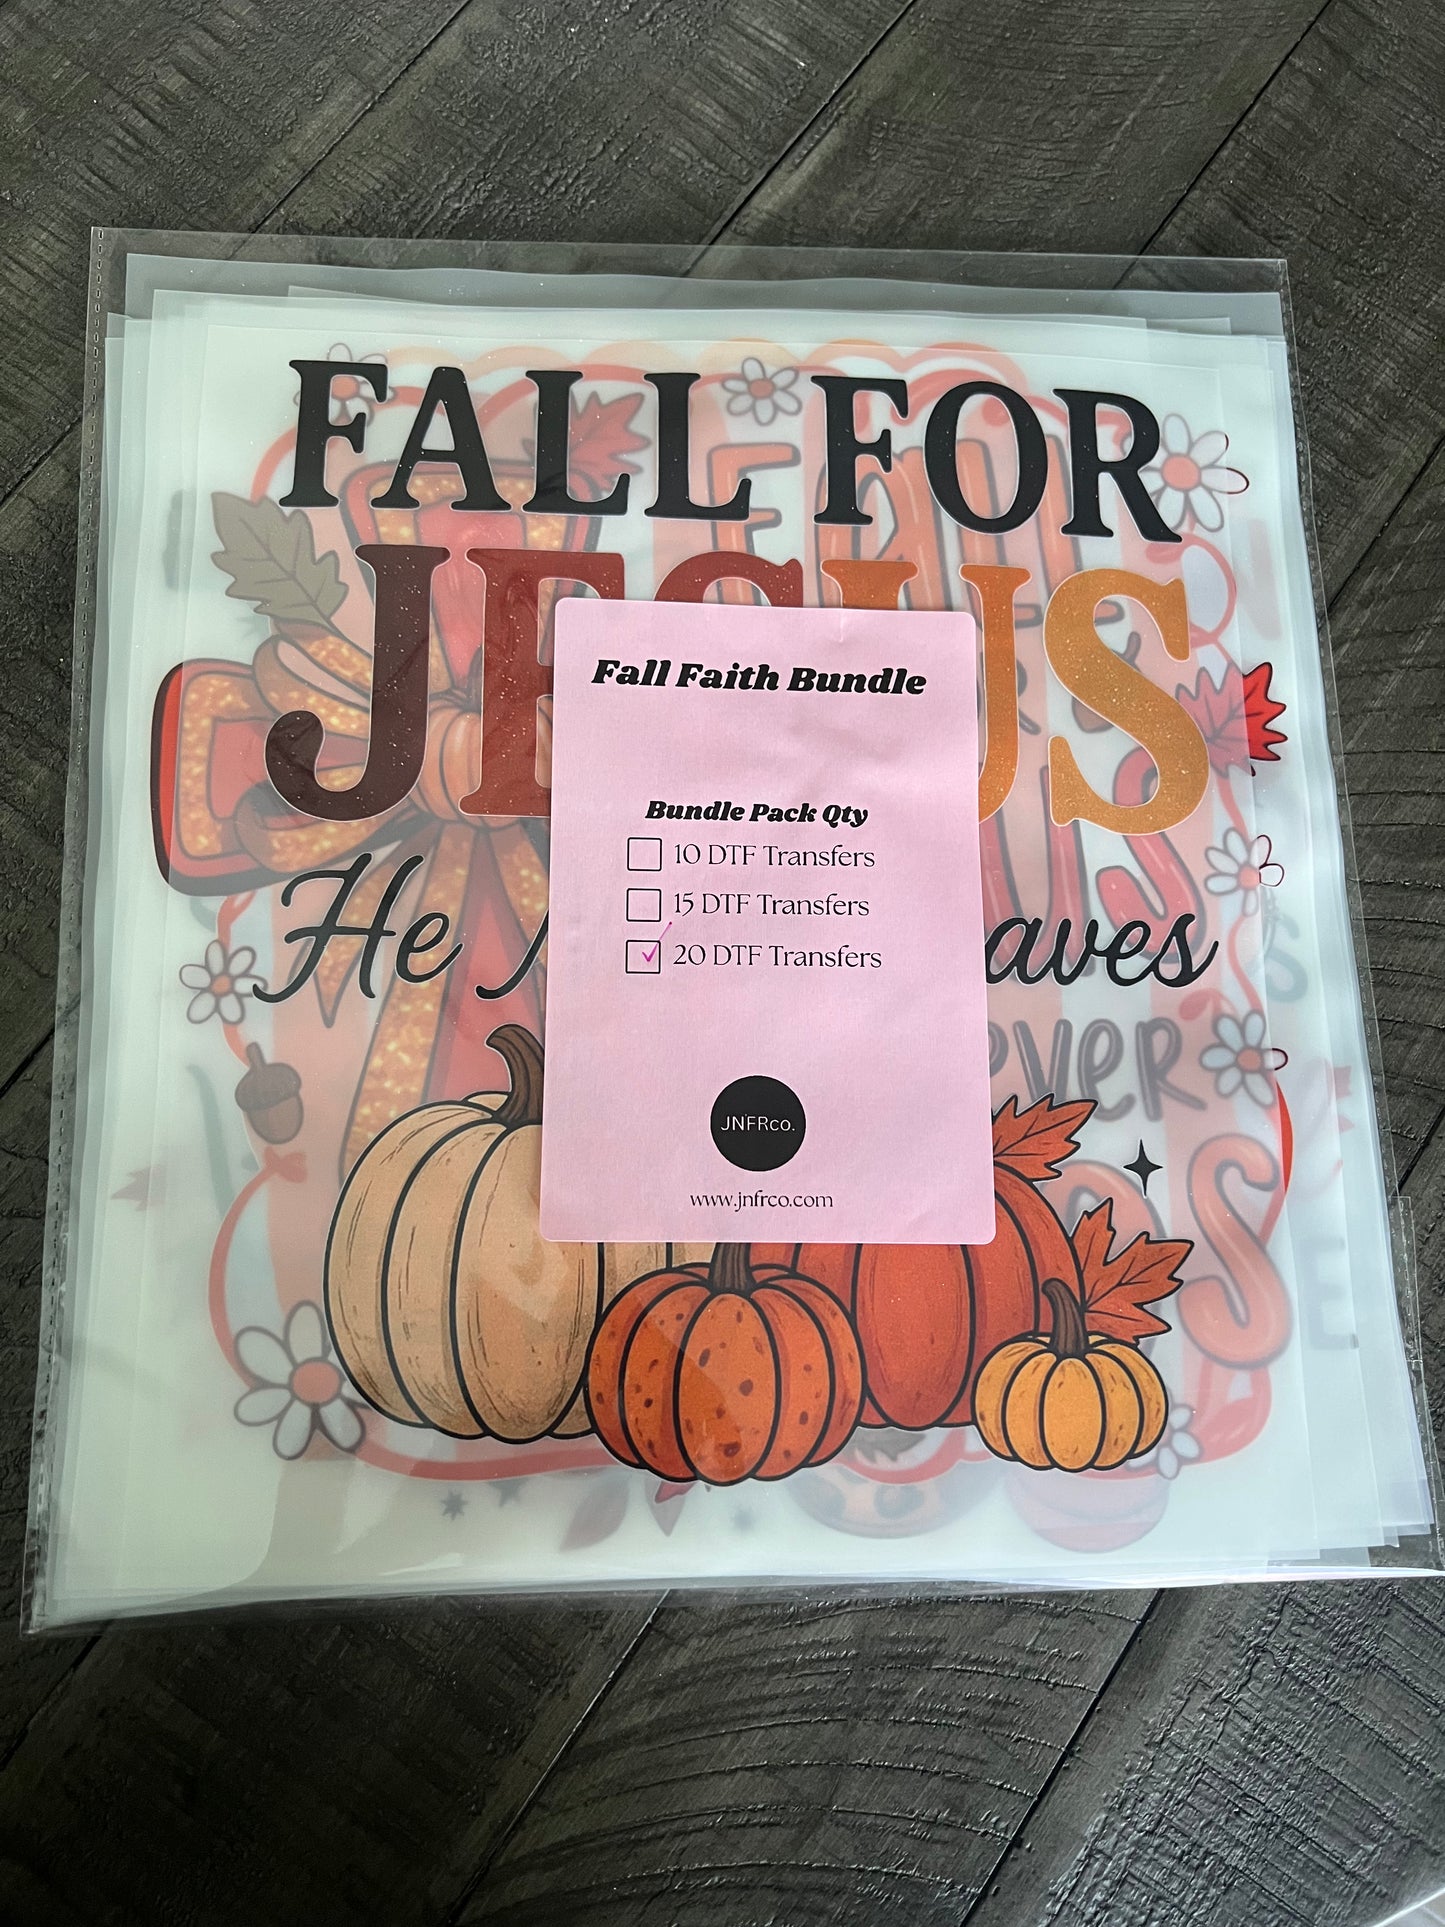 FALL FOR
JESUS
He aves
Fall Faith Bundle
Bundle Pack Qty
10 DTF Transfers
15 DTF Transfers
20 DTF Transfers
JNFRCO.
www.jnfrco.com